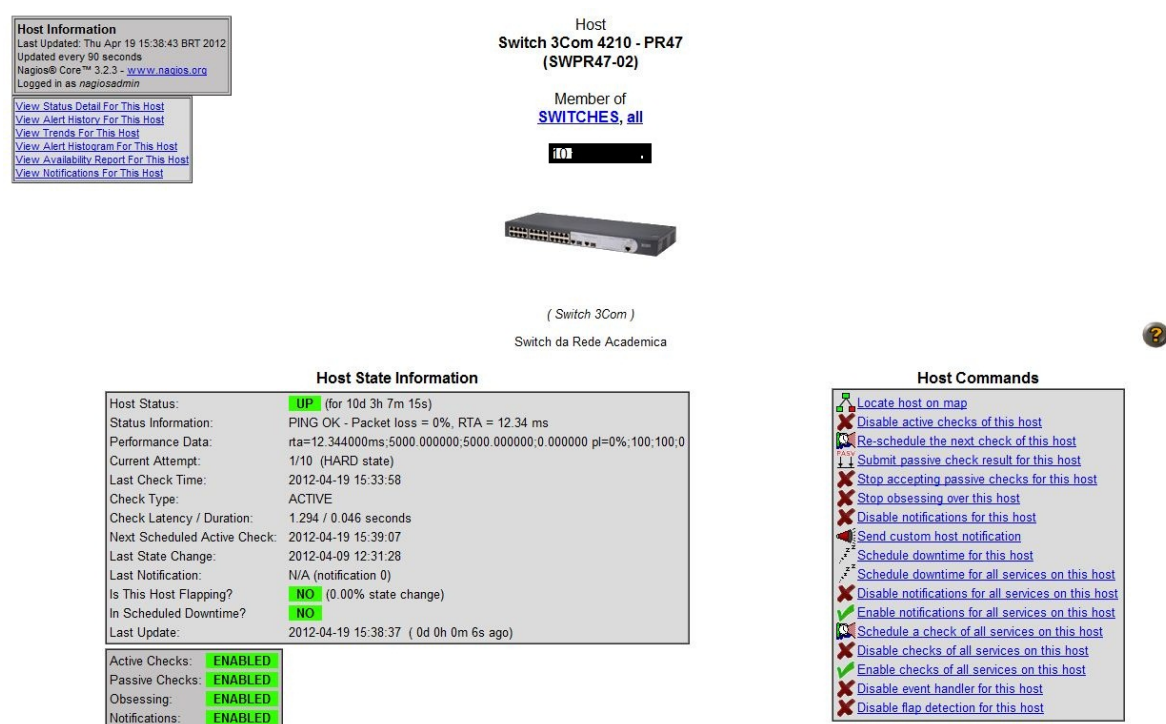 Host Information
Last Updated: Thu Apr 19 15:38:43 BRT 2012
Updated every 90 seconds
Nagios® Core™ 3.2.3 - www.nagios.org
Logged in as nagiosadmin
View Status Detail For This Host
View Alert History For This Host
View Trends For This Host
View Alert Histogram For This Host
View Availability Report For This Host
View Notifications For This Host
Host
Switch 3Com 4210 - PR47
(SWPR47-02)
Member of
SWITCHES, all
( Switch 3Com )
Switch da Rede Academica
Host State Information
Host Status: UP (for 10d 3h 7m 15s)
Status Information: PING OK - Packet loss = 0%, RTA = 12.34 ms
Performance Data: rta=12.344000ms;5000.000000;5000.000000;0.000000 pl=0%;100;100;0
Current Attempt: 1/10 (HARD state)
Last Check Time: 2012-04-19 15:33:58
Check Type: ACTIVE
Check Latency / Duration: 1.294 / 0.046 seconds
Next Scheduled Active Check: 2012-04-19 15:39:07
Last State Change: 2012-04-09 12:31:28
Last Notification: N/A (notification 0)
Is This Host Flapping? NO (0.00% state change)
In Scheduled Downtime? NO
Last Update: 2012-04-19 15:38:37 ( 0d 0h 0m 6s ago)
Active Checks: ENABLED
Passive Checks: ENABLED
Obsessing: ENABLED
Notifications: ENABLED
Host Commands
Locate host on map
Disable active checks of this host
Re-schedule the next check of this host
PASV Submit passive check result for this host
Stop accepting passive checks for this host
Stop obsessing over this host
Disable notifications for this host
Send custom host notification
Schedule downtime for this host
Schedule downtime for all services on this host
Disable notifications for all services on this host
Enable notifications for all services on this host
Schedule a check of all services on this host
Disable checks of all services on this host
Enable checks of all services on this host
Disable event handler for this host
Disable flap detection for this host